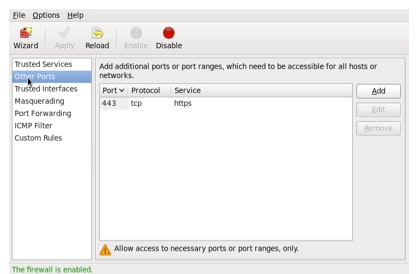 File Options Help
Wizard Apply Reload Enable Disable
Trusted Services
Other Ports
Trusted Interfaces
Masquerading
Port Forwarding
ICMP Filter
Custom Rules
Add additional ports or port ranges, which need to be accessible for all hosts or
networks.
Port Protocol Service
443 tcp https
Add
Edit
Remove
Allow access to necessary ports or port ranges, only.
The firewall is enabled.